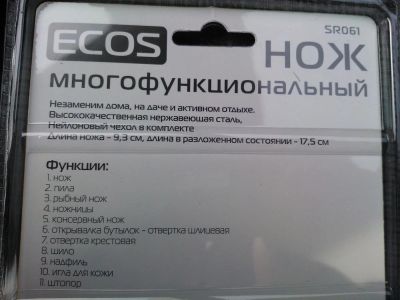 ECOS
SR061
НОЖ
многофункциональный
Незаменим дома, на даче и активном отдыхе.
Высококачественная нержавеющая сталь,
Нейлоновый чехол в комплекте
Длина ножа - 9,3 см, длина в разложенном состоянии - 17,5 см
Функции:
1. нож
2. пила
3. рыбный нож
4. ножницы
5. консервный нож
6. открывалка бутылок - отвертка шлицевая
7. отвертка крестовая
8. шило
9. надфиль
10. игла для кожи
11. штопор